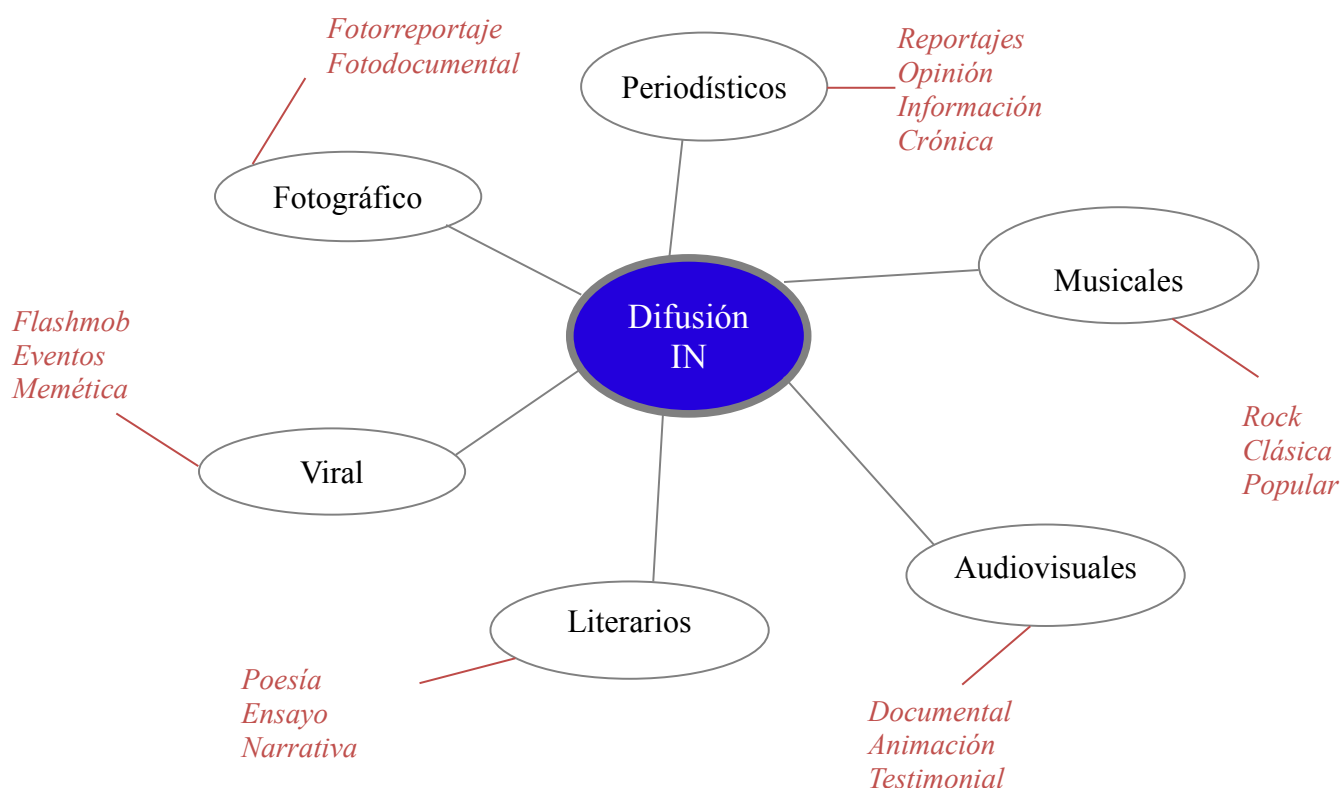 Fotorreportaje
Fotodocumental
Periodísticos
Reportajes
Opinión
Información
Crónica
Fotográfico
Musicales
Rock
Clásica
Popular
Difusión
IN
Flashmob
Eventos
Memética
Viral
Audiovisuales
Documental
Animación
Testimonial
Literarios
Poesía
Ensayo
Narrativa